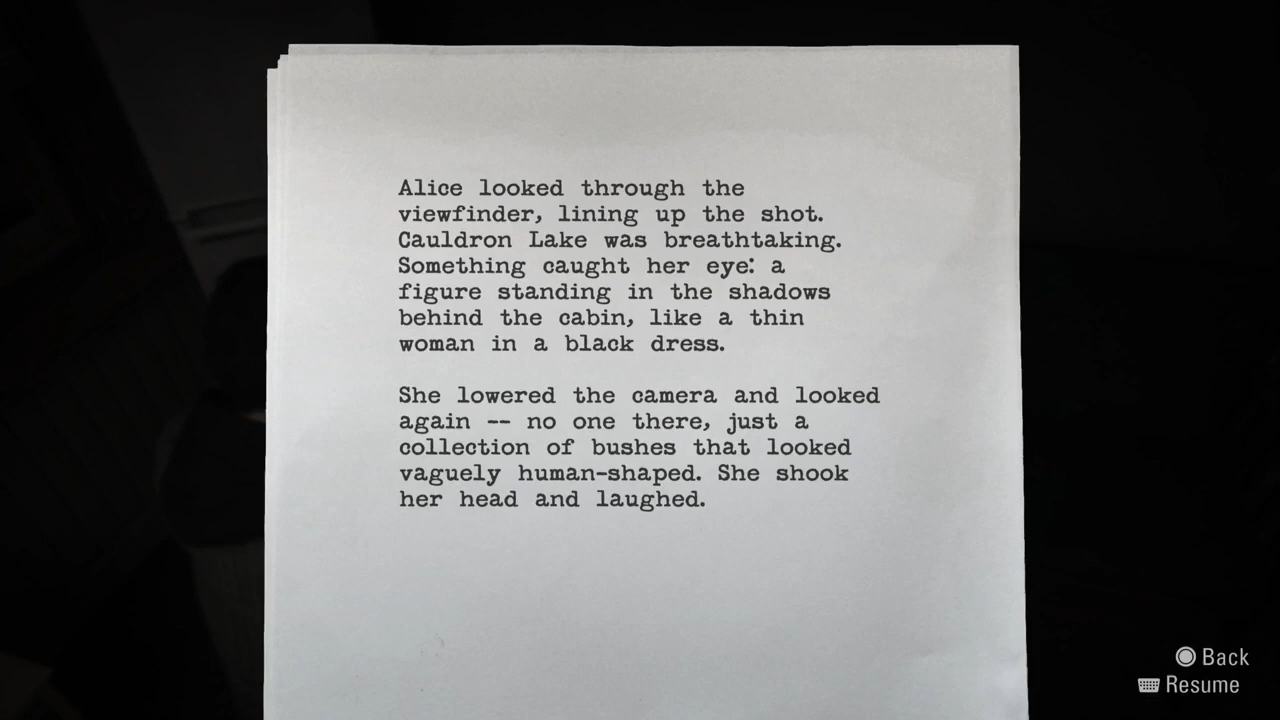 Alice looked through the
viewfinder, lining up the shot.
Cauldron Lake was breathtaking.
Something caught her eye: a
figure standing in the shadows
behind the cabin, like a thin
woman in a black dress.
She lowered the camera and looked
again -- no one there, just a
collection of bushes that looked
vaguely human-shaped. She shook
her head and laughed.
Back
Resume